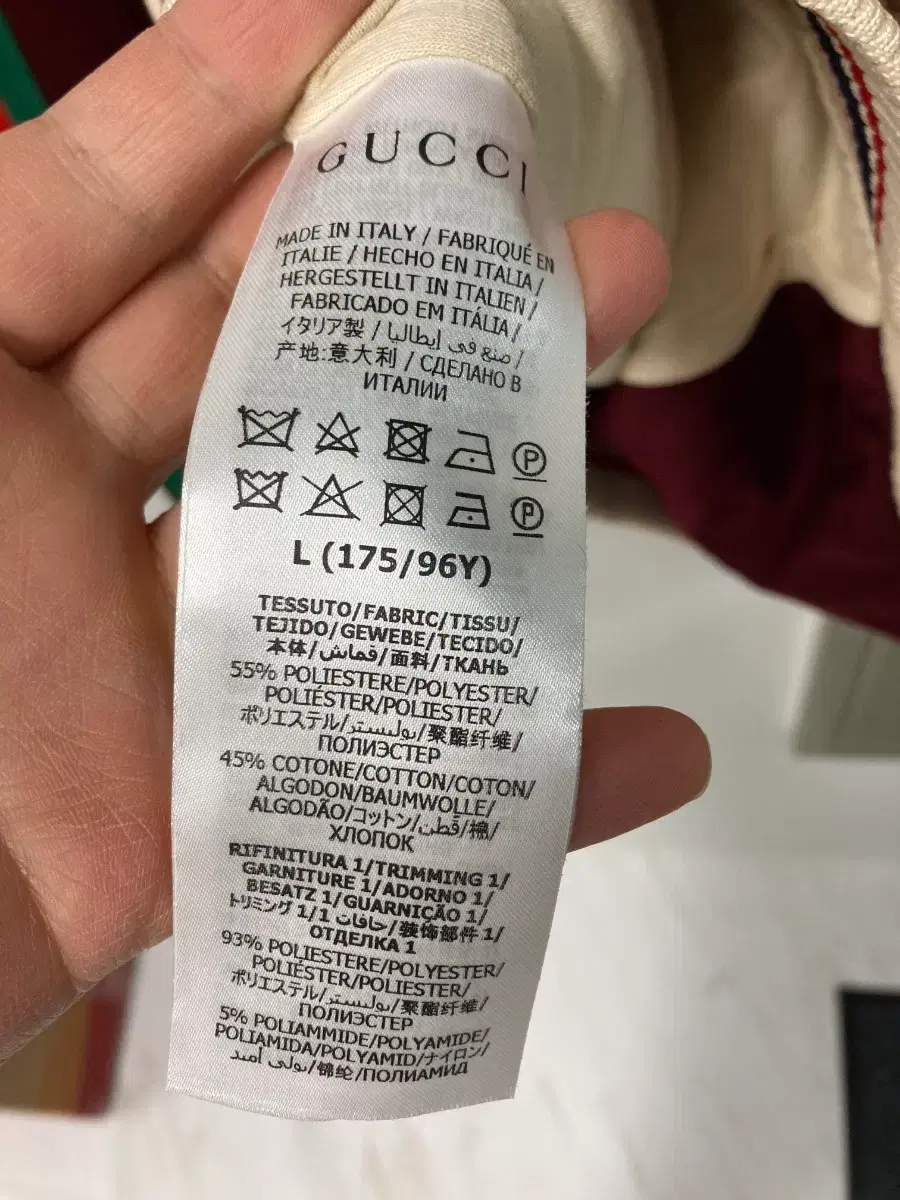 GUCCI
MADE IN ITALY / FABRIQUÉ EN
ITALIE / HECHO EN ITALIA /
HERGESTELLT IN ITALIEN /
FABRICADO EM ITÁLIA /
イタリア製 / صنع في إيطاليا /
产地:意大利 / СДЕЛАНО В
ИТАЛИИ
P
P
L (175/96Y)
TESSUTO/FABRIC/TISSU/
TEJIDO/GEWEBE/TECIDO/
本体/قماش/面料/ТКАНЬ
55% POLIESTERE/POLYESTER/
POLIÉSTER/POLIESTER/
ポリエステル/بوليستر/聚酯纤维/
ПОЛИЭСТЕР
45% COTONE/COTTON/COTON/
ALGODON/BAUMWOLLE/
ALGODÃO/コットン/قطن/棉/
ХЛОПОК
RIFINITURA 1/TRIMMING 1/
GARNITURE 1/ADORNO 1/
BESATZ 1/GUARNIÇÃO 1/
トリミング 1/حافات 1/装饰部件 1/
ОТДЕЛКА 1
93% POLIESTERE/POLYESTER/
POLIÉSTER/POLIESTER/
ポリエステル/بوليستر/聚酯纤维/
ПОЛИЭСТЕР
5% POLIAMMIDE/POLYAMIDE/
POLIAMIDA/POLYAMID/ナイロン/
بولي أميد/锦纶/ПОЛИАМИД